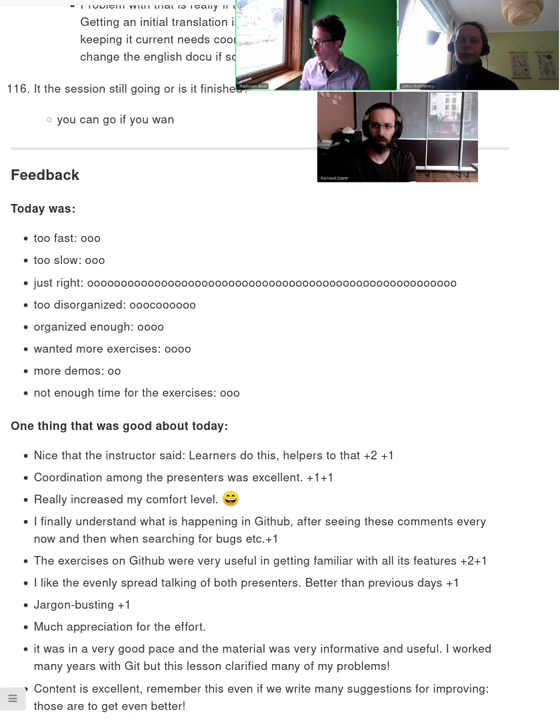 Problem with that is really if t
Getting an initial translation i
keeping it current needs coor
change the english docu if so
116. It the session still going or is it finished?
you can go if you wan
Feedback
Today was:
too fast: ooo
too slow: ooo
just right: ooooooooooooooooooooooooooooooooooooooooooooooooooooooo
too disorganized: ooocoooooo
organized enough: oooo
wanted more exercises: oooo
more demos: oo
not enough time for the exercises: ooo
One thing that was good about today:
Nice that the instructor said: Learners do this, helpers to that +2 +1
Coordination among the presenters was excellent. +1+1
Really increased my comfort level. 😄
I finally understand what is happening in Github, after seeing these comments every
now and then when searching for bugs etc.+1
The exercises on Github were very useful in getting familiar with all its features +2+1
I like the evenly spread talking of both presenters. Better than previous days +1
Jargon-busting +1
Much appreciation for the effort.
it was in a very good pace and the material was very informative and useful. I worked
many years with Git but this lesson clarified many of my problems!
Content is excellent, remember this even if we write many suggestions for improving:
those are to get even better!